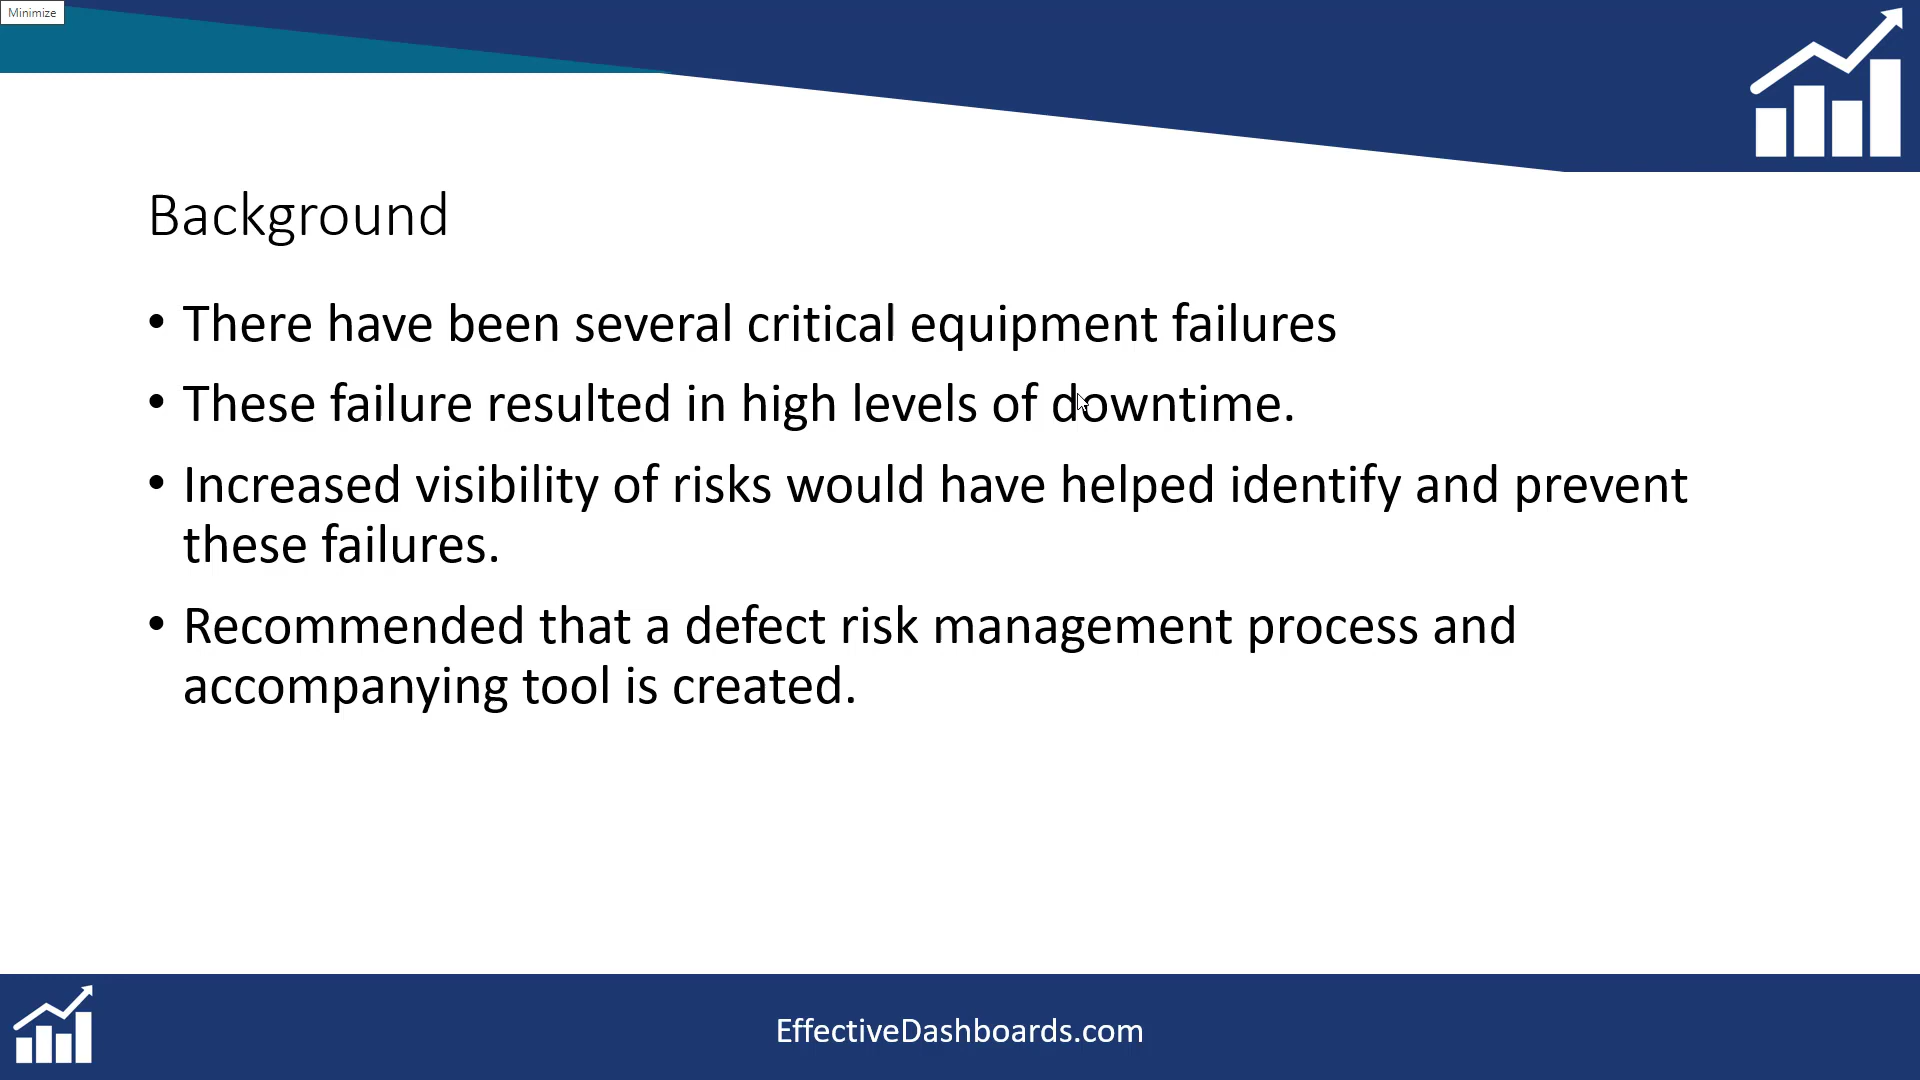 Minimize
Background
• There have been several critical equipment failures
• These failure resulted in high levels of downtime.
• Increased visibility of risks would have helped identify and prevent
these failures.
• Recommended that a defect risk management process and
accompanying tool is created.
EffectiveDashboards.com